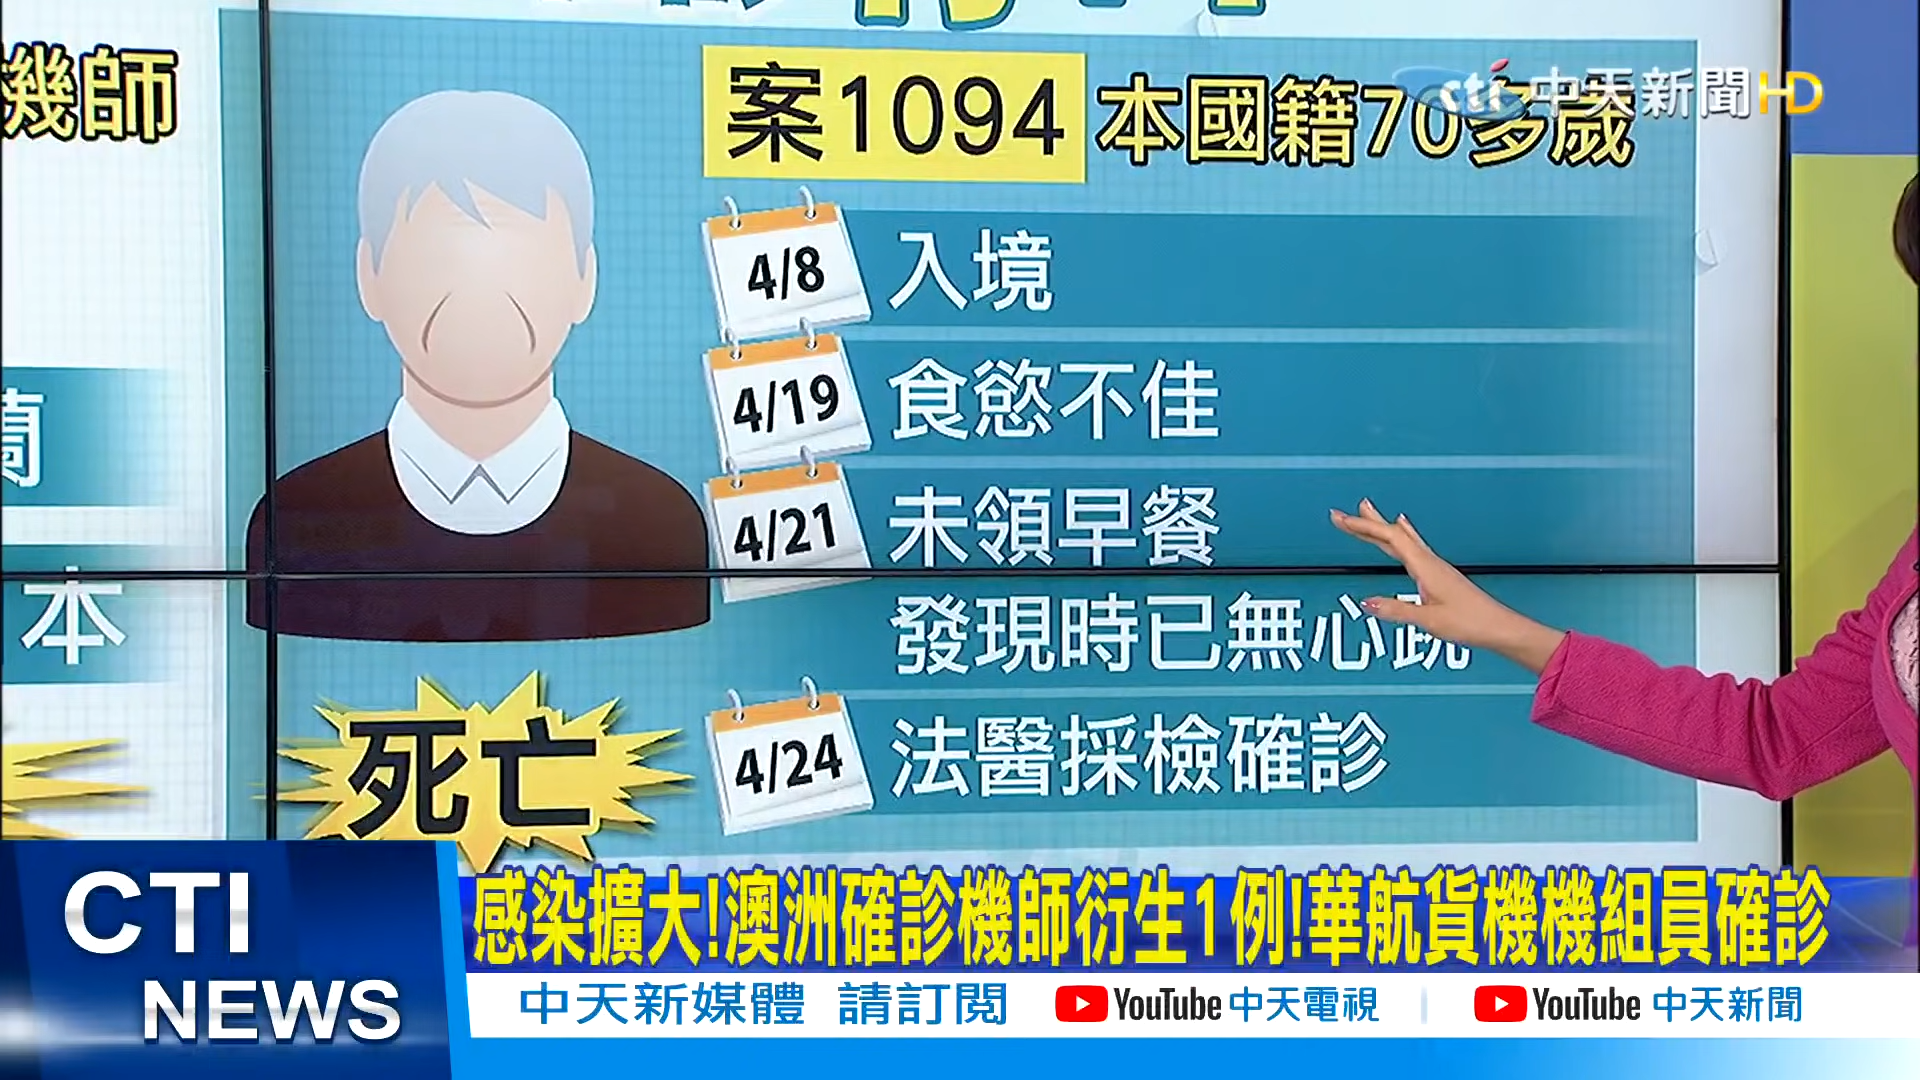 機師
案1094 本國籍70多歲
cti 中天新聞HD
4/8 入境
4/19 食慾不佳
4/21 未領早餐
發現時已無心跳
4/24 法醫採檢確診
蘭
本
死亡
CTI
NEWS
感染擴大!澳洲確診機師衍生1例!華航貨機機組員確診
中天新媒體 請訂閱 YouTube 中天電視 | YouTube 中天新聞